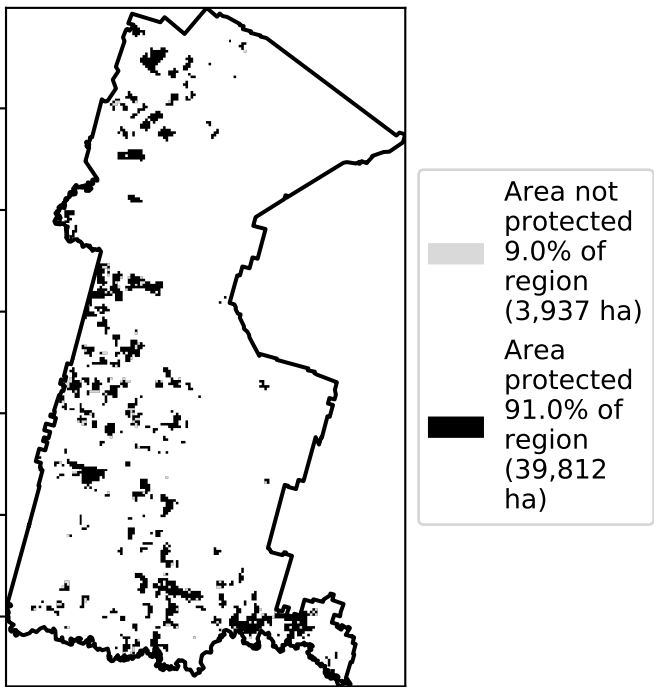 Area not
protected
9.0% of
region
(3,937 ha)
Area
protected
91.0% of
region
(39,812
ha)